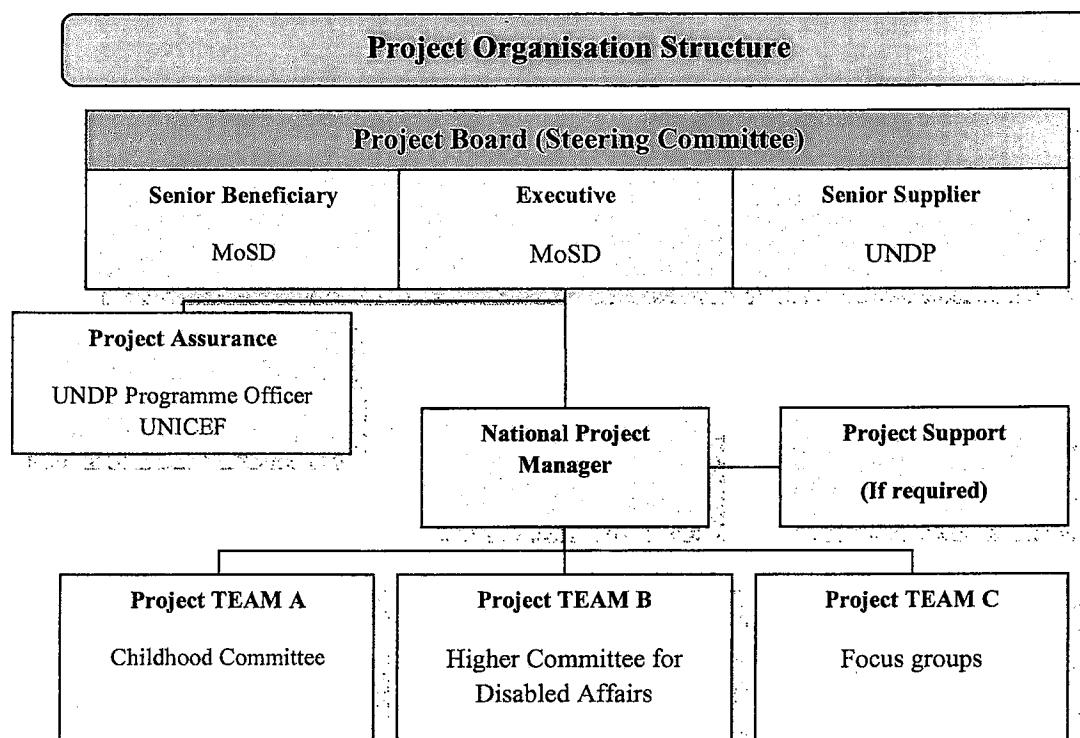 Project Organisation Structure
Project Board (Steering Committee)
Senior Beneficiary
MoSD
Executive
MoSD
Senior Supplier
UNDP
Project Assurance
UNDP Programme Officer
UNICEF
National Project
Manager
Project Support
(If required)
Project TEAM A
Childhood Committee
Project TEAM B
Higher Committee for
Disabled Affairs
Project TEAM C
Focus groups